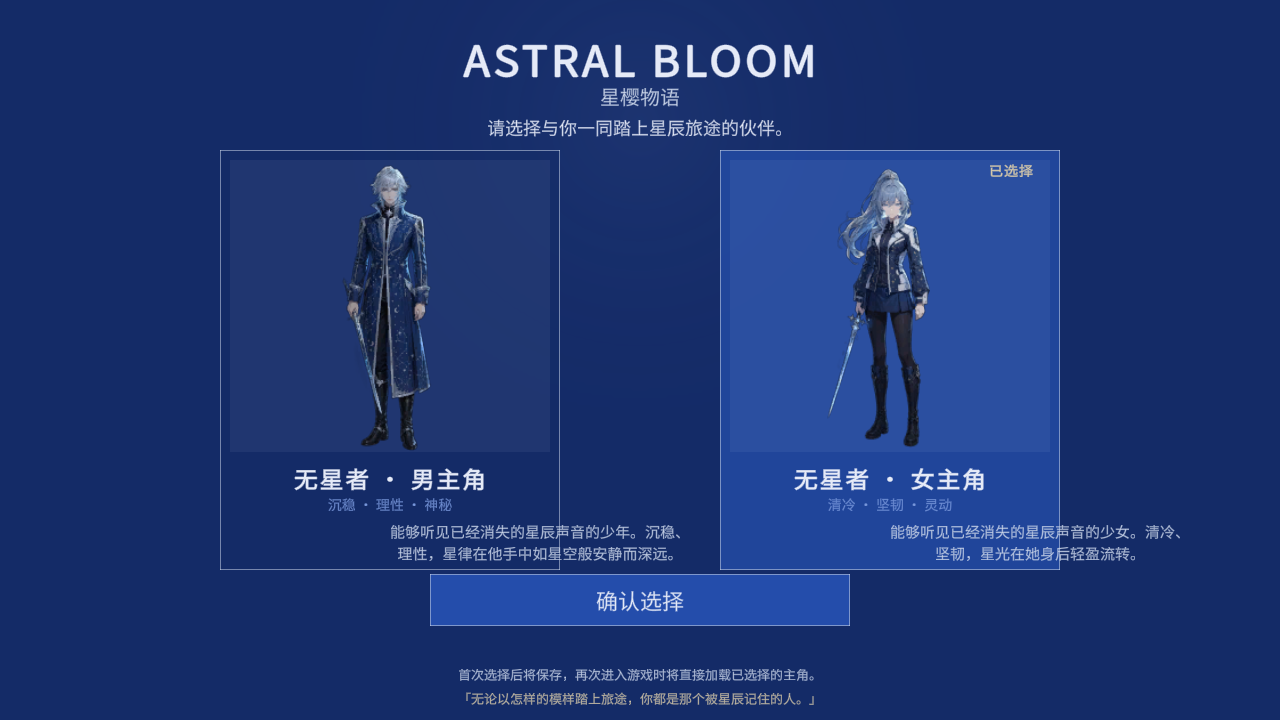 ASTRAL BLOOM
星樱物语
请选择与你一同踏上星辰旅途的伙伴。
无星者 · 男主角
沉稳 · 理性 · 神秘
能够听见已经消失的星辰声音的少年。沉稳、
理性，星律在他手中如星空般安静而深远。
已选择
无星者 · 女主角
清冷 · 坚韧 · 灵动
能够听见已经消失的星辰声音的少女。清冷、
坚韧，星光在她身后轻盈流转。
确认选择
首次选择后将保存，再次进入游戏时将直接加载已选择的主角。
「无论以怎样的模样踏上旅途，你都是那个被星辰记住的人。」